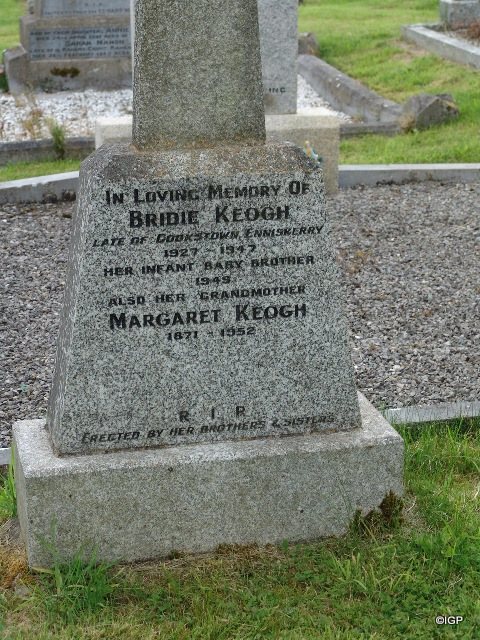 In Loving Memory Of
Bridie Keogh
Late of Cookstown Enniskerry
1927 - 1947
Her Infant Baby Brother
1949
Also Her Grandmother
Margaret Keogh
1871 - 1952
R I P
Erected by Her Brothers & Sisters
©IGP